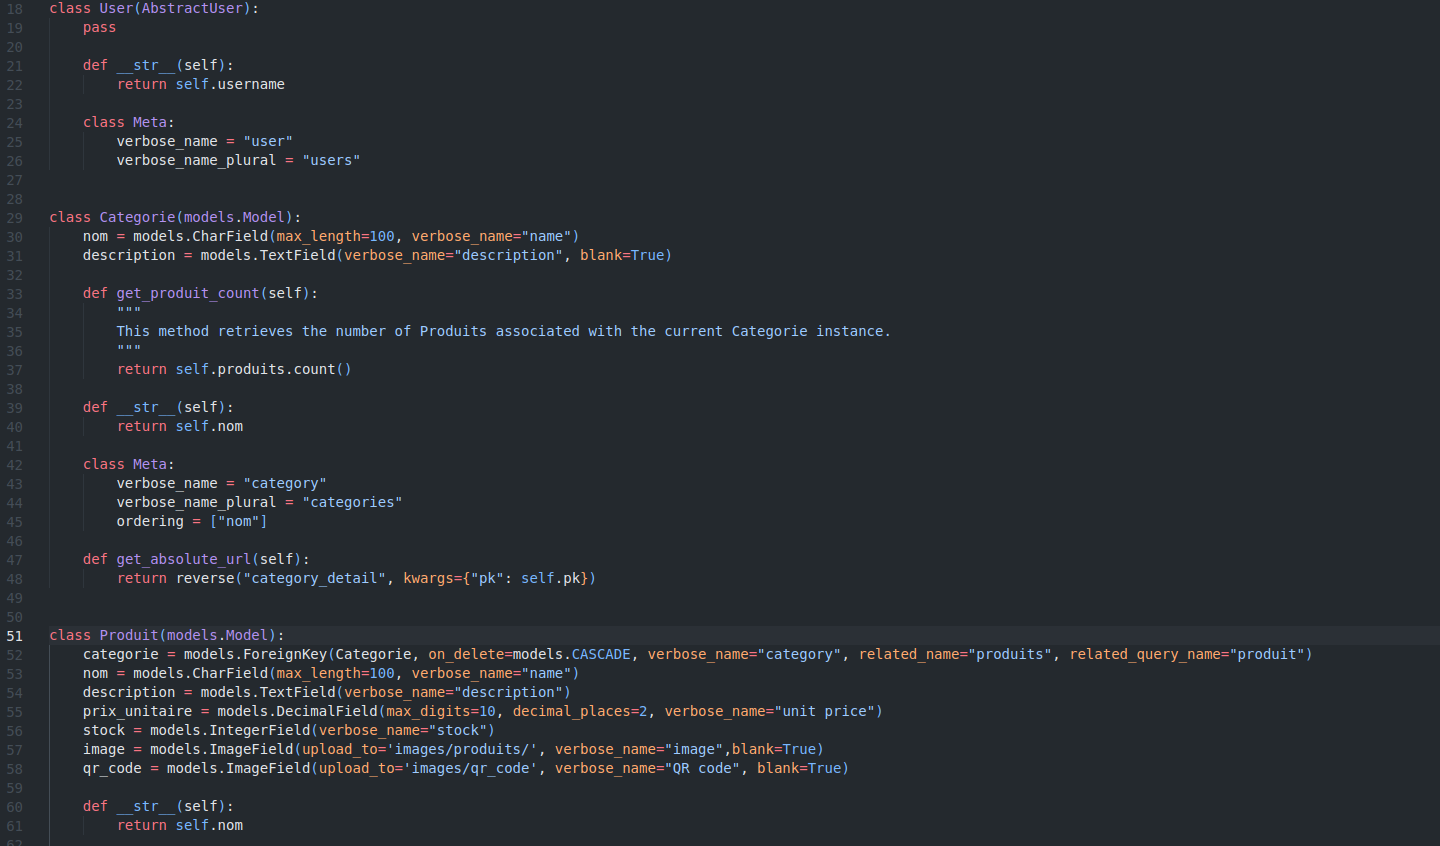 18 class User(AbstractUser):
19     pass
20
21     def __str__(self):
22         return self.username
23
24     class Meta:
25         verbose_name = "user"
26         verbose_name_plural = "users"
27
28
29 class Categorie(models.Model):
30     nom = models.CharField(max_length=100, verbose_name="name")
31     description = models.TextField(verbose_name="description", blank=True)
32
33     def get_produit_count(self):
34         """
35         This method retrieves the number of Produits associated with the current Categorie instance.
36         """
37         return self.produits.count()
38
39     def __str__(self):
40         return self.nom
41
42     class Meta:
43         verbose_name = "category"
44         verbose_name_plural = "categories"
45         ordering = ["nom"]
46
47     def get_absolute_url(self):
48         return reverse("category_detail", kwargs={"pk": self.pk})
49
50
51 class Produit(models.Model):
52     categorie = models.ForeignKey(Categorie, on_delete=models.CASCADE, verbose_name="category", related_name="produits", related_query_name="produit")
53     nom = models.CharField(max_length=100, verbose_name="name")
54     description = models.TextField(verbose_name="description")
55     prix_unitaire = models.DecimalField(max_digits=10, decimal_places=2, verbose_name="unit price")
56     stock = models.IntegerField(verbose_name="stock")
57     image = models.ImageField(upload_to='images/produits/', verbose_name="image",blank=True)
58     qr_code = models.ImageField(upload_to='images/qr_code', verbose_name="QR code", blank=True)
59
60     def __str__(self):
61         return self.nom
62